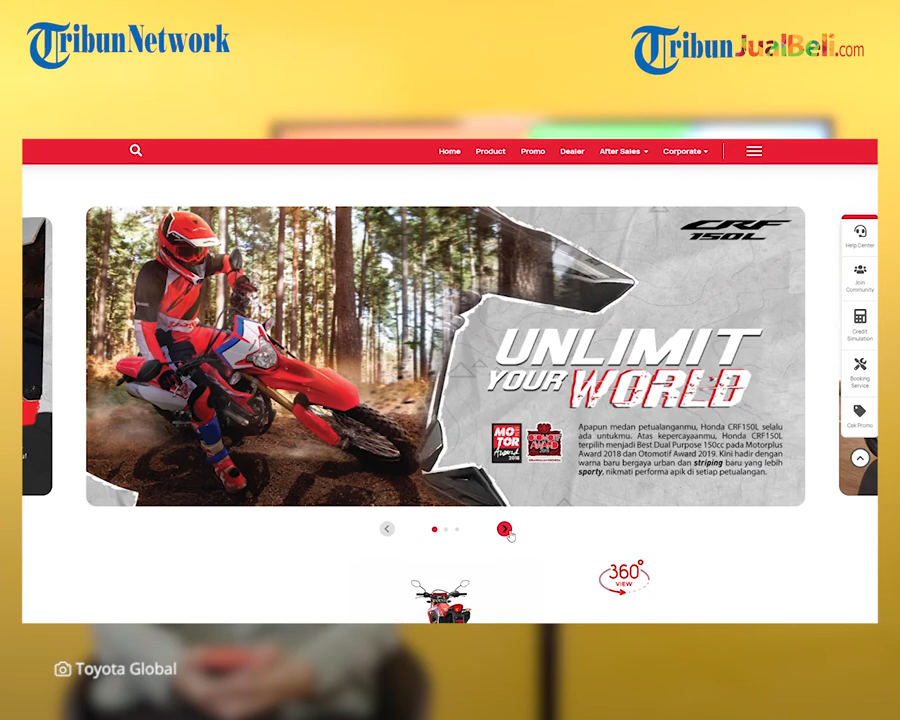 TribunNetwork
TribunJualBeli.com
Home Product Promo Dealer After Sales Corporate
CRF
150L
UNLIMIT
YOUR WORLD
MOTOR
Award
2018
OTOMOTIF
AWARD
2019
Apapun medan petualanganmu, Honda CRF150L selalu
ada untukmu. Atas kepercayaanmu, Honda CRF150L
terpilih menjadi Best Dual Purpose 150cc pada Motorplus
Award 2018 dan Otomotif Award 2019. Kini hadir dengan
warna baru bergaya urban dan striping baru yang lebih
sporty, nikmati performa apik di setiap petualangan.
Help Center
Join
Community
Credit
Simulation
Booking
Service
Cek Promo
360°
VIEW
Toyota Global